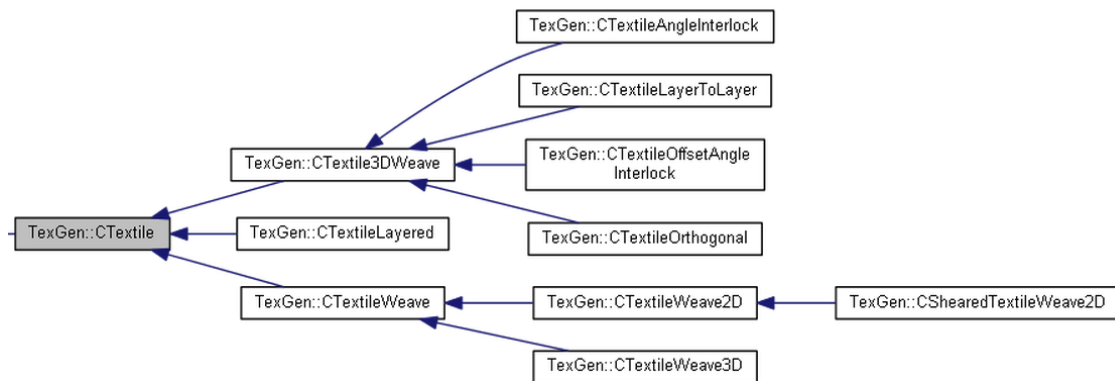 TexGen::CTextileAngleInterlock
TexGen::CTextileLayerToLayer
TexGen::CTextile3DWeave
TexGen::CTextileOffsetAngle
Interlock
TexGen::CTextile
TexGen::CTextileLayered
TexGen::CTextileOrthogonal
TexGen::CTextileWeave
TexGen::CTextileWeave2D
TexGen::CShearedTextileWeave2D
TexGen::CTextileWeave3D